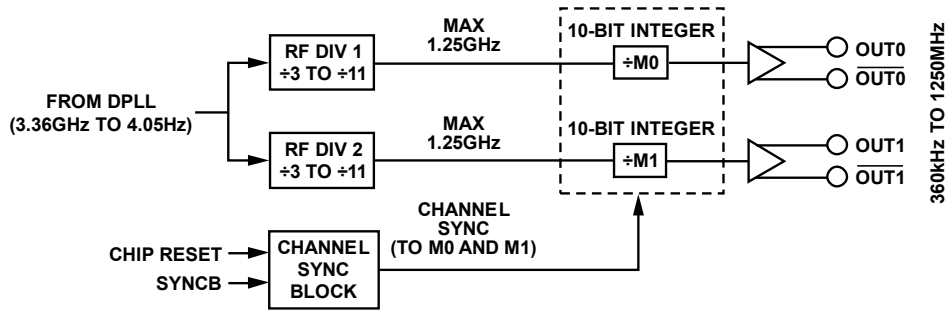 MAX
1.25GHz
10-BIT INTEGER
RF DIV 1
÷3 TO ÷11
÷M0
OUT0
OUT0
FROM DPLL
(3.36GHz TO 4.05Hz)
MAX
1.25GHz
10-BIT INTEGER
RF DIV 2
÷3 TO ÷11
÷M1
OUT1
OUT1
360kHz TO 1250MHz
CHANNEL
SYNC
(TO M0 AND M1)
CHIP RESET
SYNCB
CHANNEL
SYNC
BLOCK